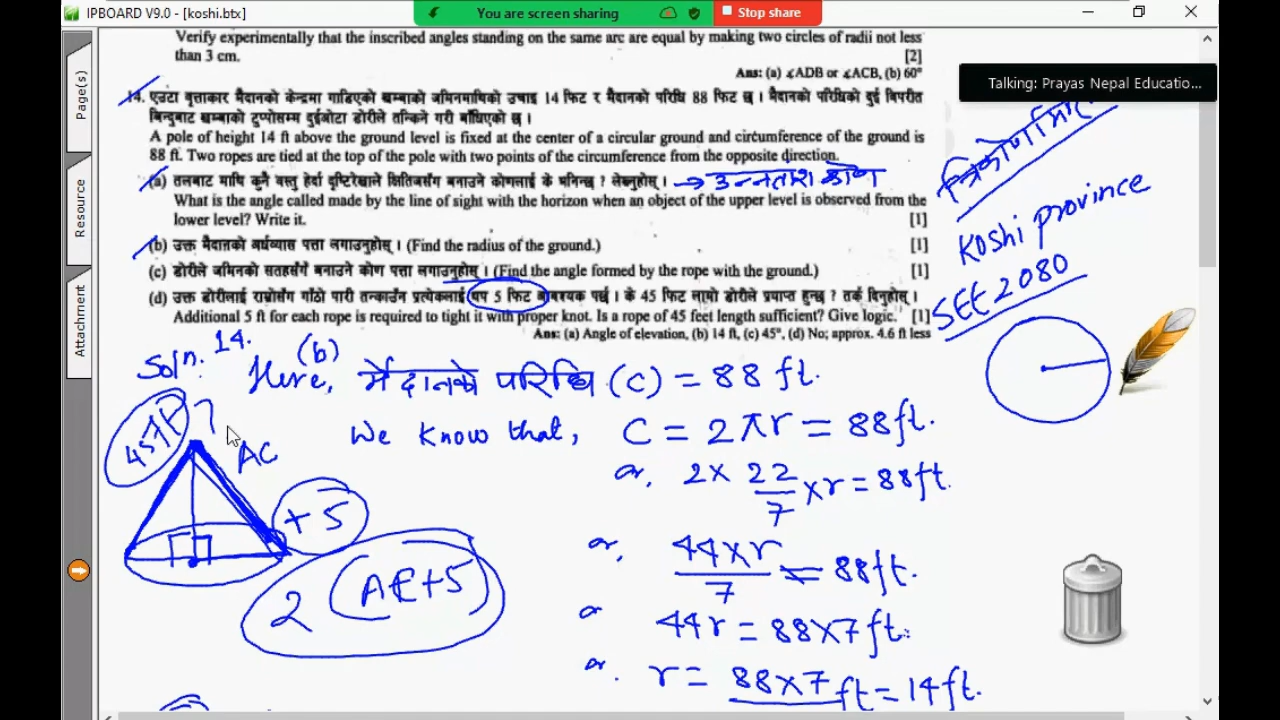 IPBOARD V9.0 - [koshi.btx]
You are screen sharing
Stop share
Talking: Prayas Nepal Educatio...
Page(s)
Resource
Attachment
Verify experimentally that the inscribed angles standing on the same arc are equal by making two circles of radii not less
than 3 cm. [2]
Ans: (a) ∡ADB or ∡ACB, (b) 60°
14. एउटा वृत्ताकार मैदानको केन्द्रमा गाडिएको खम्बाको जमिनमाथिको उचाइ 14 फिट र मैदानको परिधि 88 फिट छ । मैदानको परिधिको दुई विपरीत
बिन्दुबाट खम्बाको टुप्पोसम्म दुईओटा डोरीले तन्किने गरी बाँधिएको छ ।
A pole of height 14 ft above the ground level is fixed at the center of a circular ground and circumference of the ground is
88 ft. Two ropes are tied at the top of the pole with two points of the circumference from the opposite direction.
(a) तलबाट माथि कुनै वस्तु हेर्दा दृष्टिरेखाले क्षितिजसँग बनाउने कोणलाई के भनिन्छ ? लेख्नुहोस् । → उन्नतांश कोण
What is the angle called made by the line of sight with the horizon when an object of the upper level is observed from the
lower level? Write it. [1]
(b) उक्त मैदानको अर्धव्यास पत्ता लगाउनुहोस् । (Find the radius of the ground.) [1]
(c) डोरीले जमिनको सतहसँग बनाउने कोण पत्ता लगाउनुहोस् । (Find the angle formed by the rope with the ground.) [1]
(d) उक्त डोरीलाई राम्रोसँग गाँठो पारी तन्काउँन प्रत्येकलाई थप 5 फिट आवश्यक पर्छ । के 45 फिट लामो डोरीले प्रयाप्त हुन्छ ? तर्क दिनुहोस् ।
Additional 5 ft for each rope is required to tight it with proper knot. Is a rope of 45 feet length sufficient? Give logic. [1]
Ans: (a) Angle of elevation, (b) 14 ft, (c) 45°, (d) No; approx. 4.6 ft less
Koshi province
SEE 2080
Soln. 14.
(b)
Here, मैदानको परिधि (C) = 88 ft.
We know that, C = 2πr = 88ft.
or, 2 × 22/7 × r = 88ft.
or, 44×r/7 = 88ft.
or 44r = 88×7 ft.
or. r = 88×7 ft = 14ft.
45ft ?
AC
+ 5
2 (AC+5)